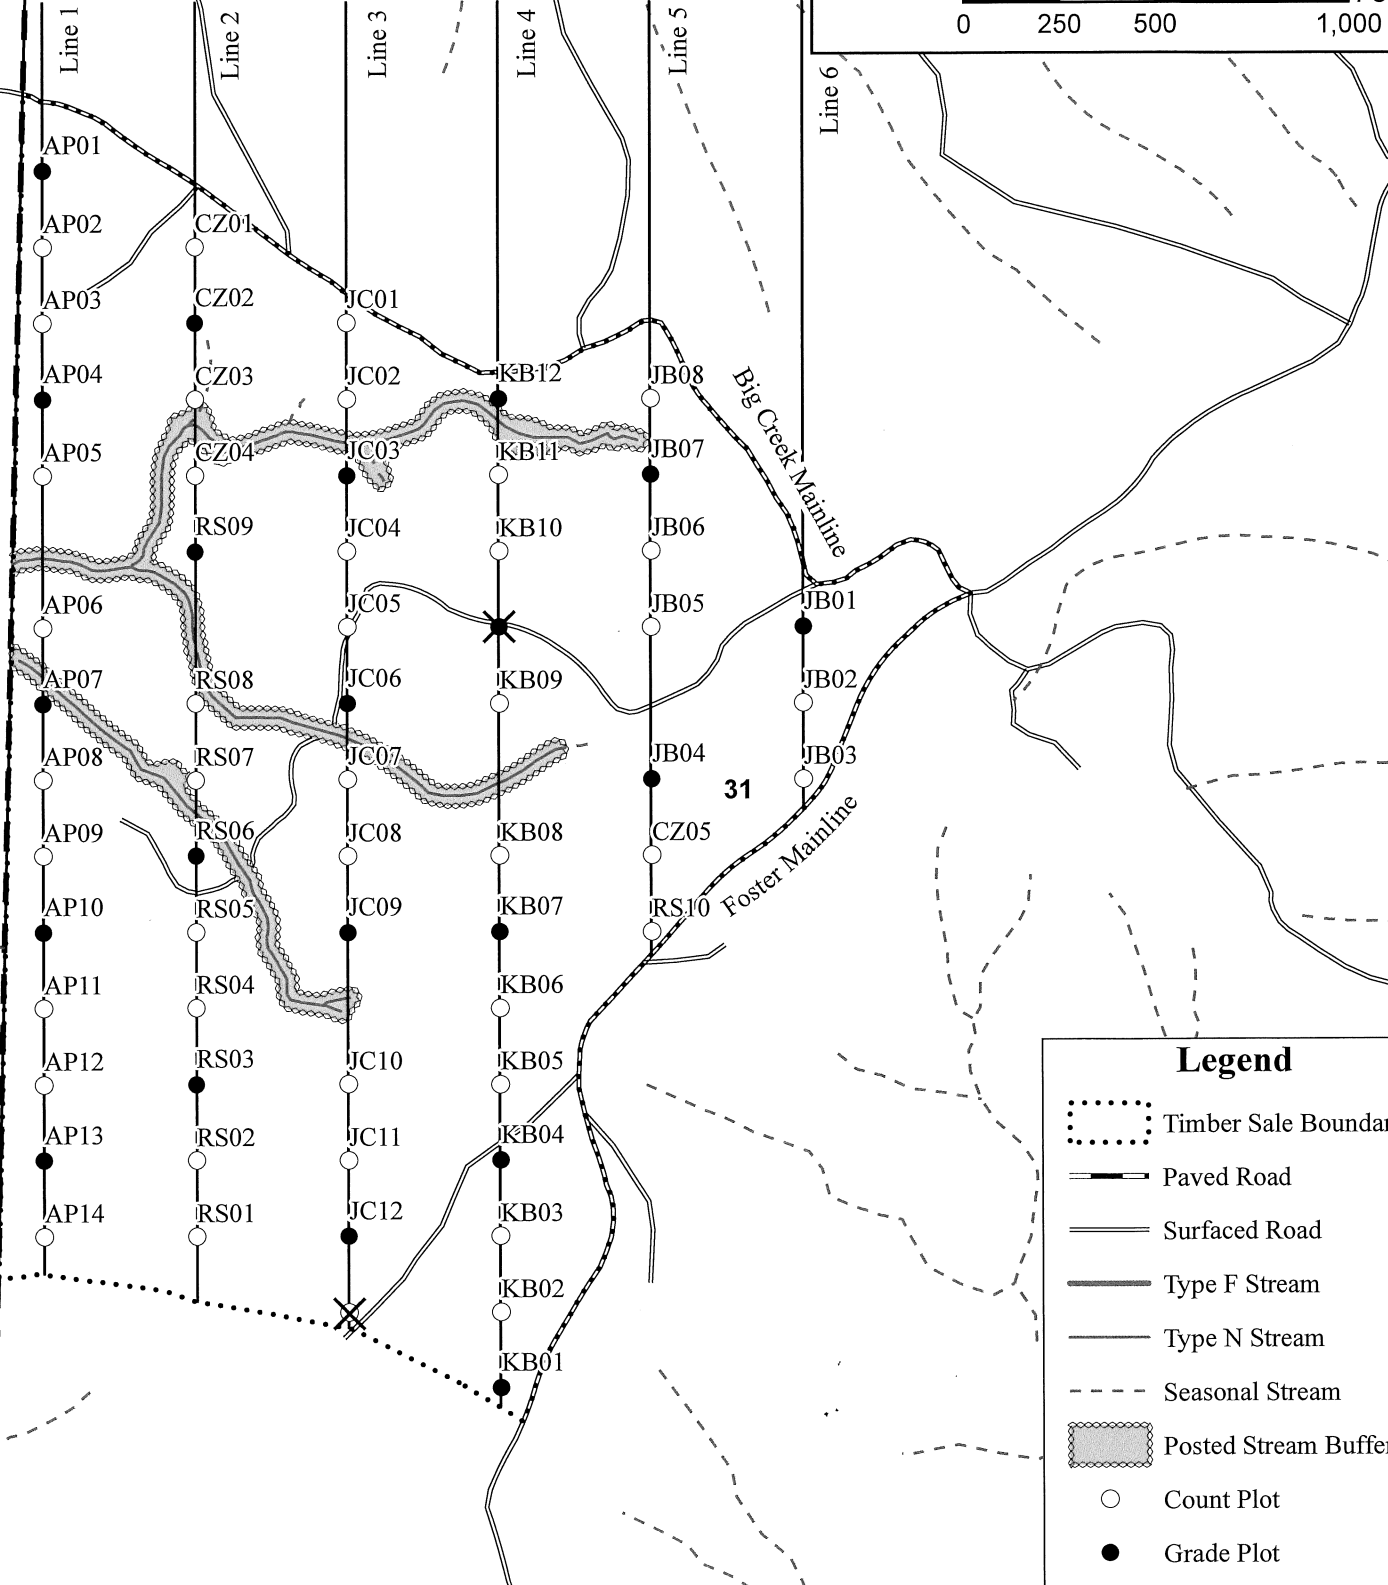 0 250 500 1,000
Line 1
Line 2
Line 3
Line 4
Line 5
Line 6
AP01
AP02
CZ01
AP03
CZ02
JC01
AP04
CZ03
JC02
KB12
JB08
AP05
CZ04
JC03
KB11
JB07
RS09
JC04
KB10
JB06
Big Creek Mainline
AP06
JC05
JB05
JB01
AP07
RS08
JC06
KB09
JB02
AP08
RS07
JC07
JB04
JB03
31
AP09
RS06
JC08
KB08
CZ05
Foster Mainline
AP10
RS05
JC09
KB07
RS10
AP11
RS04
KB06
AP12
RS03
JC10
KB05
AP13
RS02
JC11
KB04
AP14
RS01
JC12
KB03
KB02
KB01
Legend
Timber Sale Boundar
Paved Road
Surfaced Road
Type F Stream
Type N Stream
Seasonal Stream
Posted Stream Buffe
Count Plot
Grade Plot